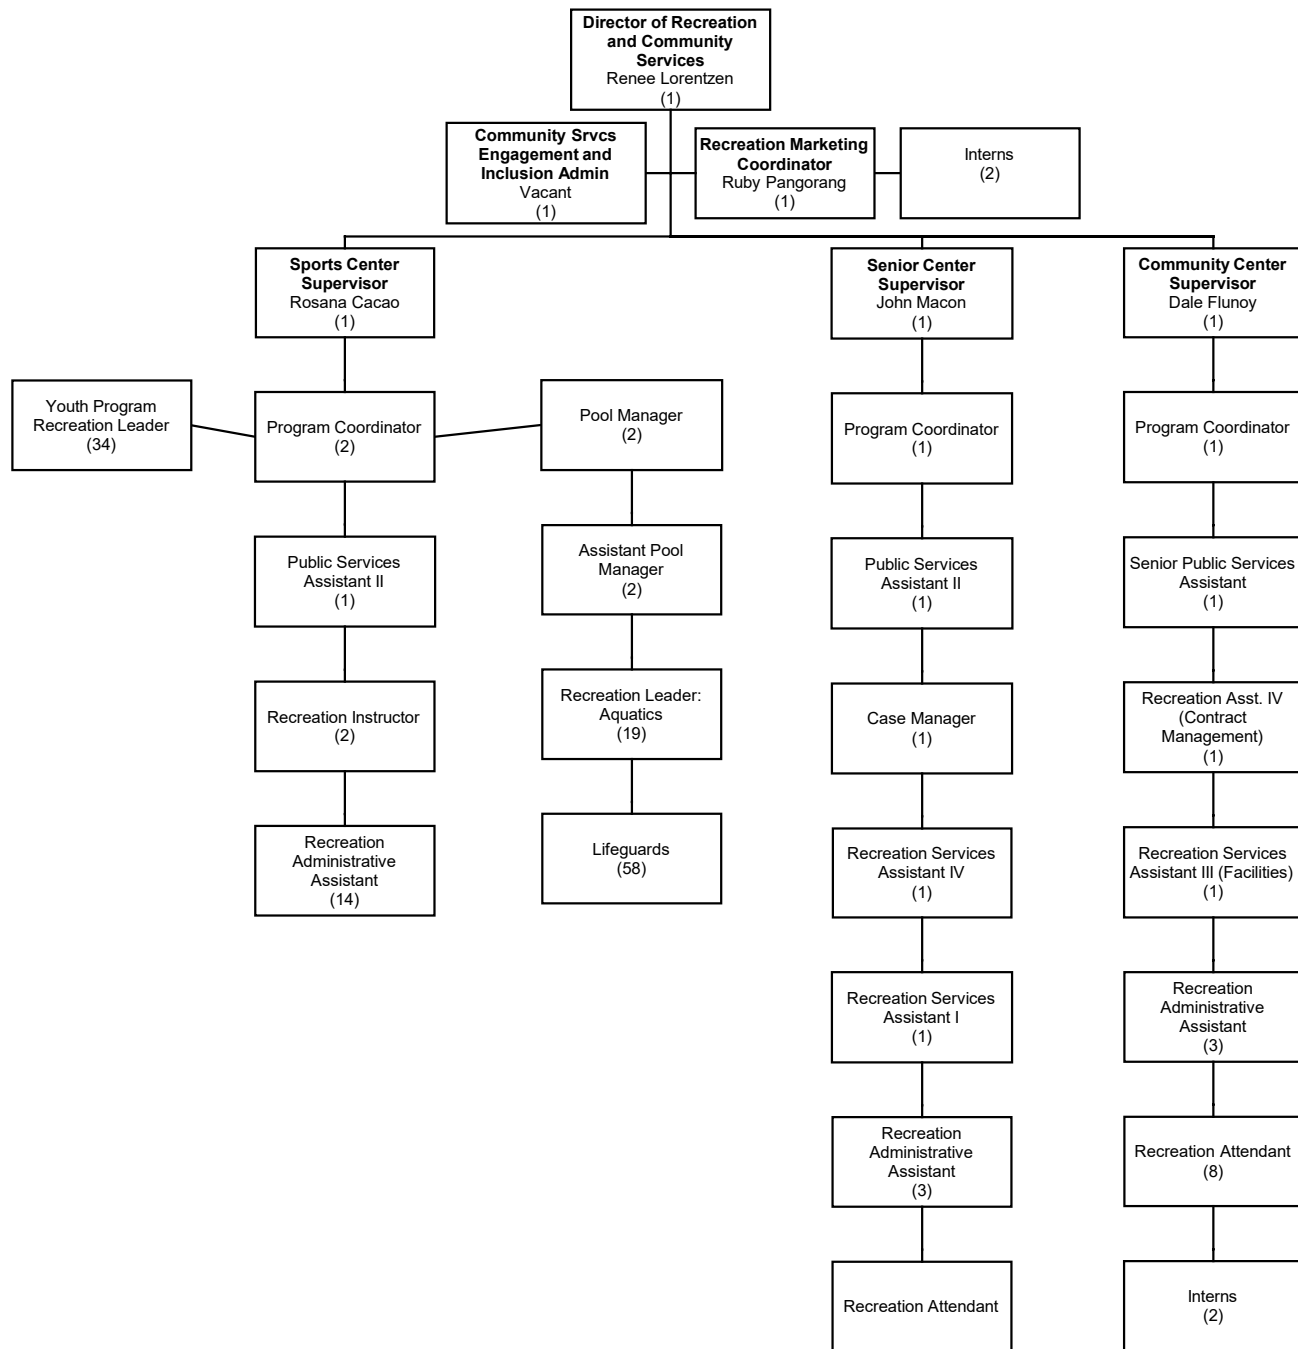 Director of Recreation
and Community
Services
Renee Lorentzen
(1)
Community Srvcs
Engagement and
Inclusion Admin
Vacant
(1)
Recreation Marketing
Coordinator
Ruby Pangorang
(1)
Interns
(2)
Sports Center
Supervisor
Rosana Cacao
(1)
Senior Center
Supervisor
John Macon
(1)
Community Center
Supervisor
Dale Flunoy
(1)
Youth Program
Recreation Leader
(34)
Program Coordinator
(2)
Pool Manager
(2)
Program Coordinator
(1)
Program Coordinator
(1)
Public Services
Assistant II
(1)
Assistant Pool
Manager
(2)
Public Services
Assistant II
(1)
Senior Public Services
Assistant
(1)
Recreation Instructor
(2)
Recreation Leader:
Aquatics
(19)
Case Manager
(1)
Recreation Asst. IV
(Contract
Management)
(1)
Recreation
Administrative
Assistant
(14)
Lifeguards
(58)
Recreation Services
Assistant IV
(1)
Recreation Services
Assistant III (Facilities)
(1)
Recreation Services
Assistant I
(1)
Recreation
Administrative
Assistant
(3)
Recreation
Administrative
Assistant
(3)
Recreation Attendant
(8)
Recreation Attendant
Interns
(2)